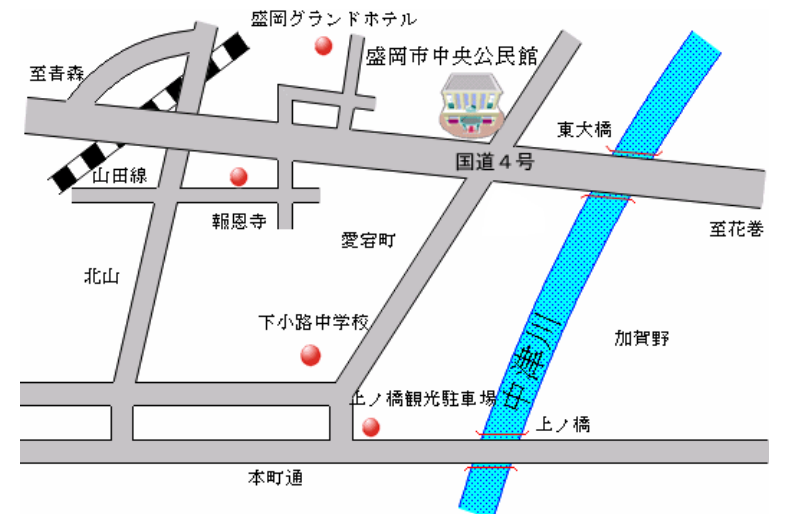 盛岡グランドホテル
盛岡市中央公民館
至青森
東大橋
国道４号
山田線
報恩寺
至花巻
愛宕町
北山
下小路中学校
加賀野
中津川
上ノ橋観光駐車場
上ノ橋
本町通